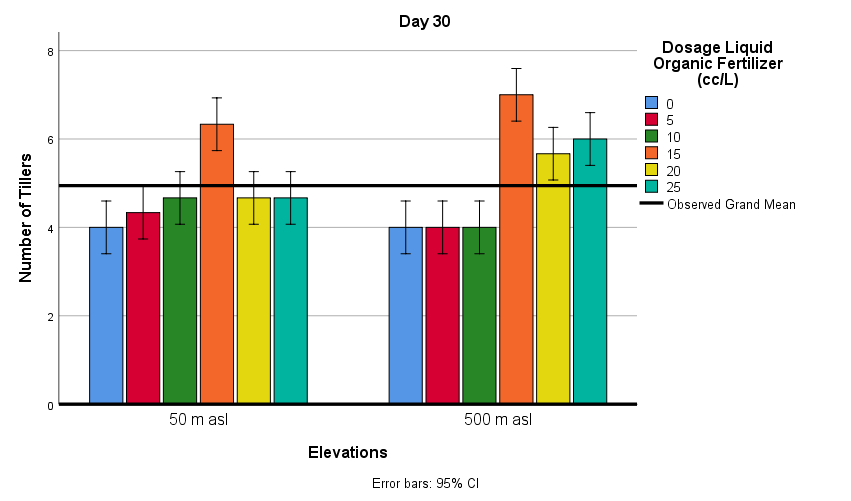 Day 30
Dosage Liquid
Organic Fertilizer
(cc/L)
0
5
10
15
20
25
Observed Grand Mean
Number of Tillers
8
6
4
2
0
50 m asl
500 m asl
Elevations
Error bars: 95% CI